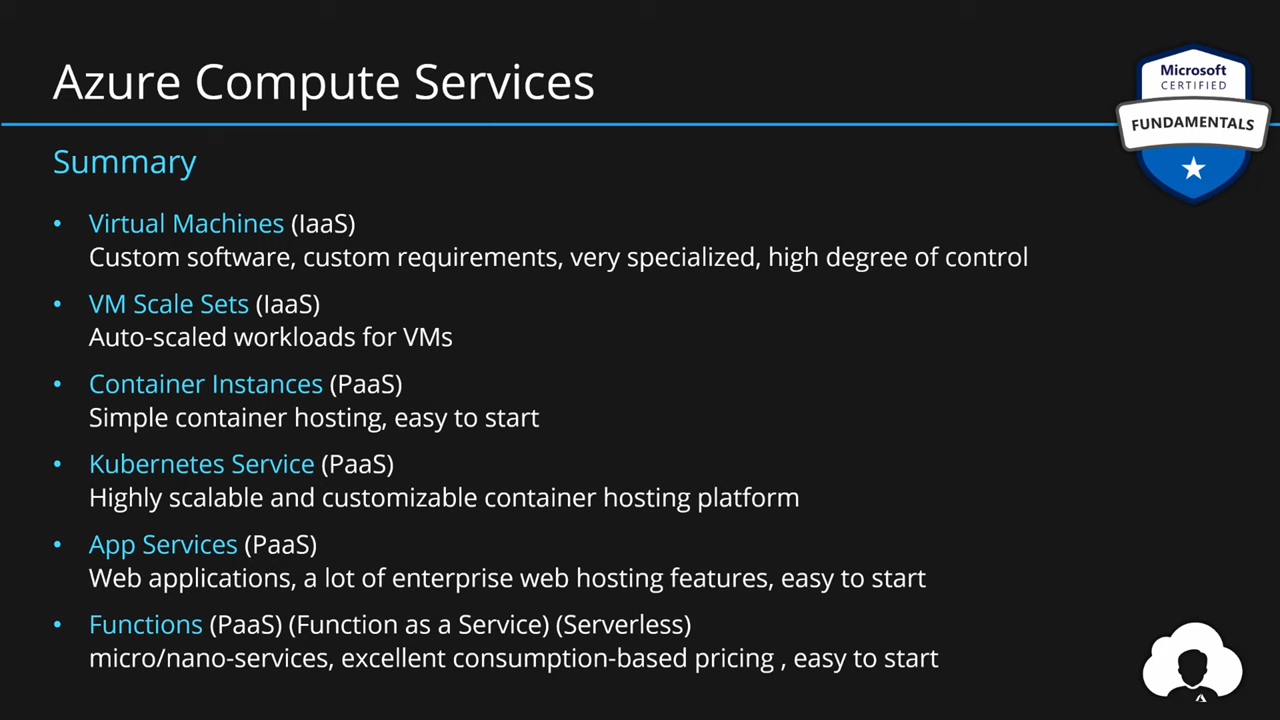 Azure Compute Services
Microsoft
CERTIFIED
FUNDAMENTALS
Summary
• Virtual Machines (IaaS)
Custom software, custom requirements, very specialized, high degree of control
• VM Scale Sets (IaaS)
Auto-scaled workloads for VMs
• Container Instances (PaaS)
Simple container hosting, easy to start
• Kubernetes Service (PaaS)
Highly scalable and customizable container hosting platform
• App Services (PaaS)
Web applications, a lot of enterprise web hosting features, easy to start
• Functions (PaaS) (Function as a Service) (Serverless)
micro/nano-services, excellent consumption-based pricing , easy to start